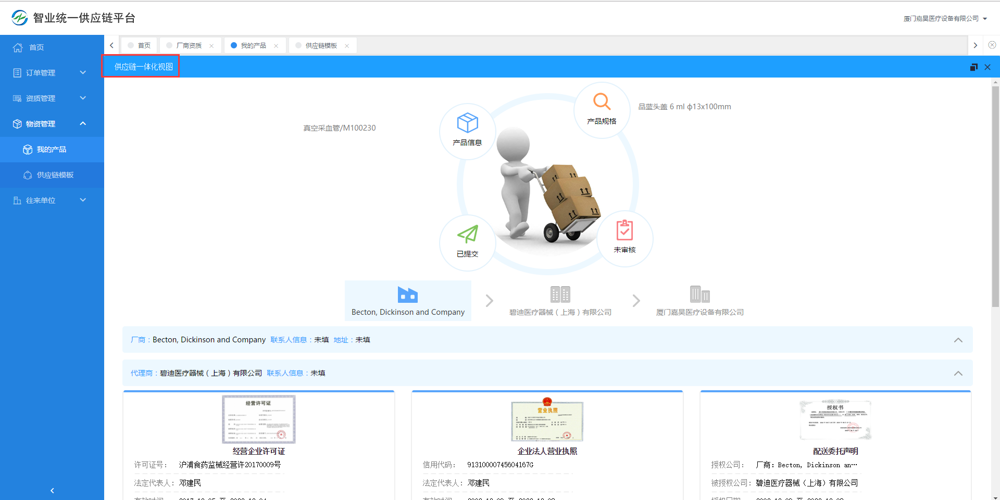 智业统一供应链平台
厦门嘉昊医疗设备有限公司
首页
订单管理
资质管理
物资管理
我的产品
供应链模板
往来单位
首页
厂商资质
我的产品
供应链模板
供应链一体化视图
真空采血管/M100230
产品信息
产品规格
品蓝头盖 6 ml φ13x100mm
已提交
未审核
Becton, Dickinson and Company
碧迪医疗器械（上海）有限公司
厦门嘉昊医疗设备有限公司
厂商：Becton, Dickinson and Company 联系人信息：未填 地址：未填
代理商：碧迪医疗器械（上海）有限公司 联系人信息：未填
经营许可证
经营企业许可证
许可证号： 沪浦食药监械经营许20170009号
法定代表人： 邓建民
营业执照
企业法人营业执照
信用代码： 91310000745604167G
法定代表人： 邓建民
授权书
配送委托声明
授权公司： 厂商：Becton, Dickinson an…
被授权公司： 碧迪医疗器械（上海）有限公司